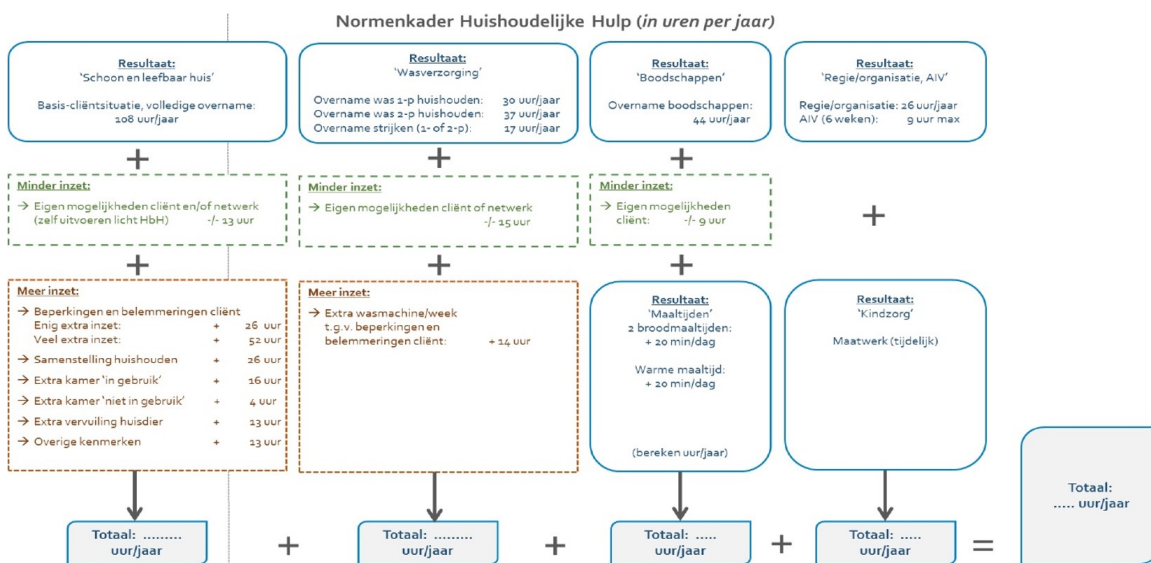 Normenkader Huishoudelijke Hulp (in uren per jaar)
Resultaat:
'Schoon en leefbaar huis'
Basis-cliëntsituatie, volledige overname:
108 uur/jaar
Resultaat:
'Wasverzorging'
Overname was 1-p huishouden: 30 uur/jaar
Overname was 2-p huishouden: 37 uur/jaar
Overname strijken (1- of 2-p): 17 uur/jaar
Resultaat:
'Boodschappen'
Overname boodschappen:
44 uur/jaar
Resultaat:
'Regie/organisatie, AIV'
Regie/organisatie: 26 uur/jaar
AIV (6 weken): 9 uur max
+ + +
Minder inzet:
→ Eigen mogelijkheden cliënt en/of netwerk
(zelf uitvoeren licht HbH) -/- 13 uur
Minder inzet:
→ Eigen mogelijkheden cliënt of netwerk
-/- 15 uur
Minder inzet:
→ Eigen mogelijkheden
cliënt: -/- 9 uur
+
+ + +
Meer inzet:
→ Beperkingen en belemmeringen cliënt
Enig extra inzet: + 26 uur
Veel extra inzet: + 52 uur
→ Samenstelling huishouden + 26 uur
→ Extra kamer 'in gebruik' + 16 uur
→ Extra kamer 'niet in gebruik' + 4 uur
→ Extra vervuiling huisdier + 13 uur
→ Overige kenmerken + 13 uur
Meer inzet:
→ Extra wasmachine/week
t.g.v. beperkingen en
belemmeringen cliënt: + 14 uur
Resultaat:
'Maaltijden'
2 broodmaaltijden:
+ 20 min/dag
Warme maaltijd:
+ 20 min/dag
(bereken uur/jaar)
Resultaat:
'Kindzorg'
Maatwerk (tijdelijk)
Totaal: .........
uur/jaar
+
Totaal: .........
uur/jaar
+
Totaal: .....
uur/jaar
+
Totaal: .....
uur/jaar
=
Totaal:
..... uur/jaar